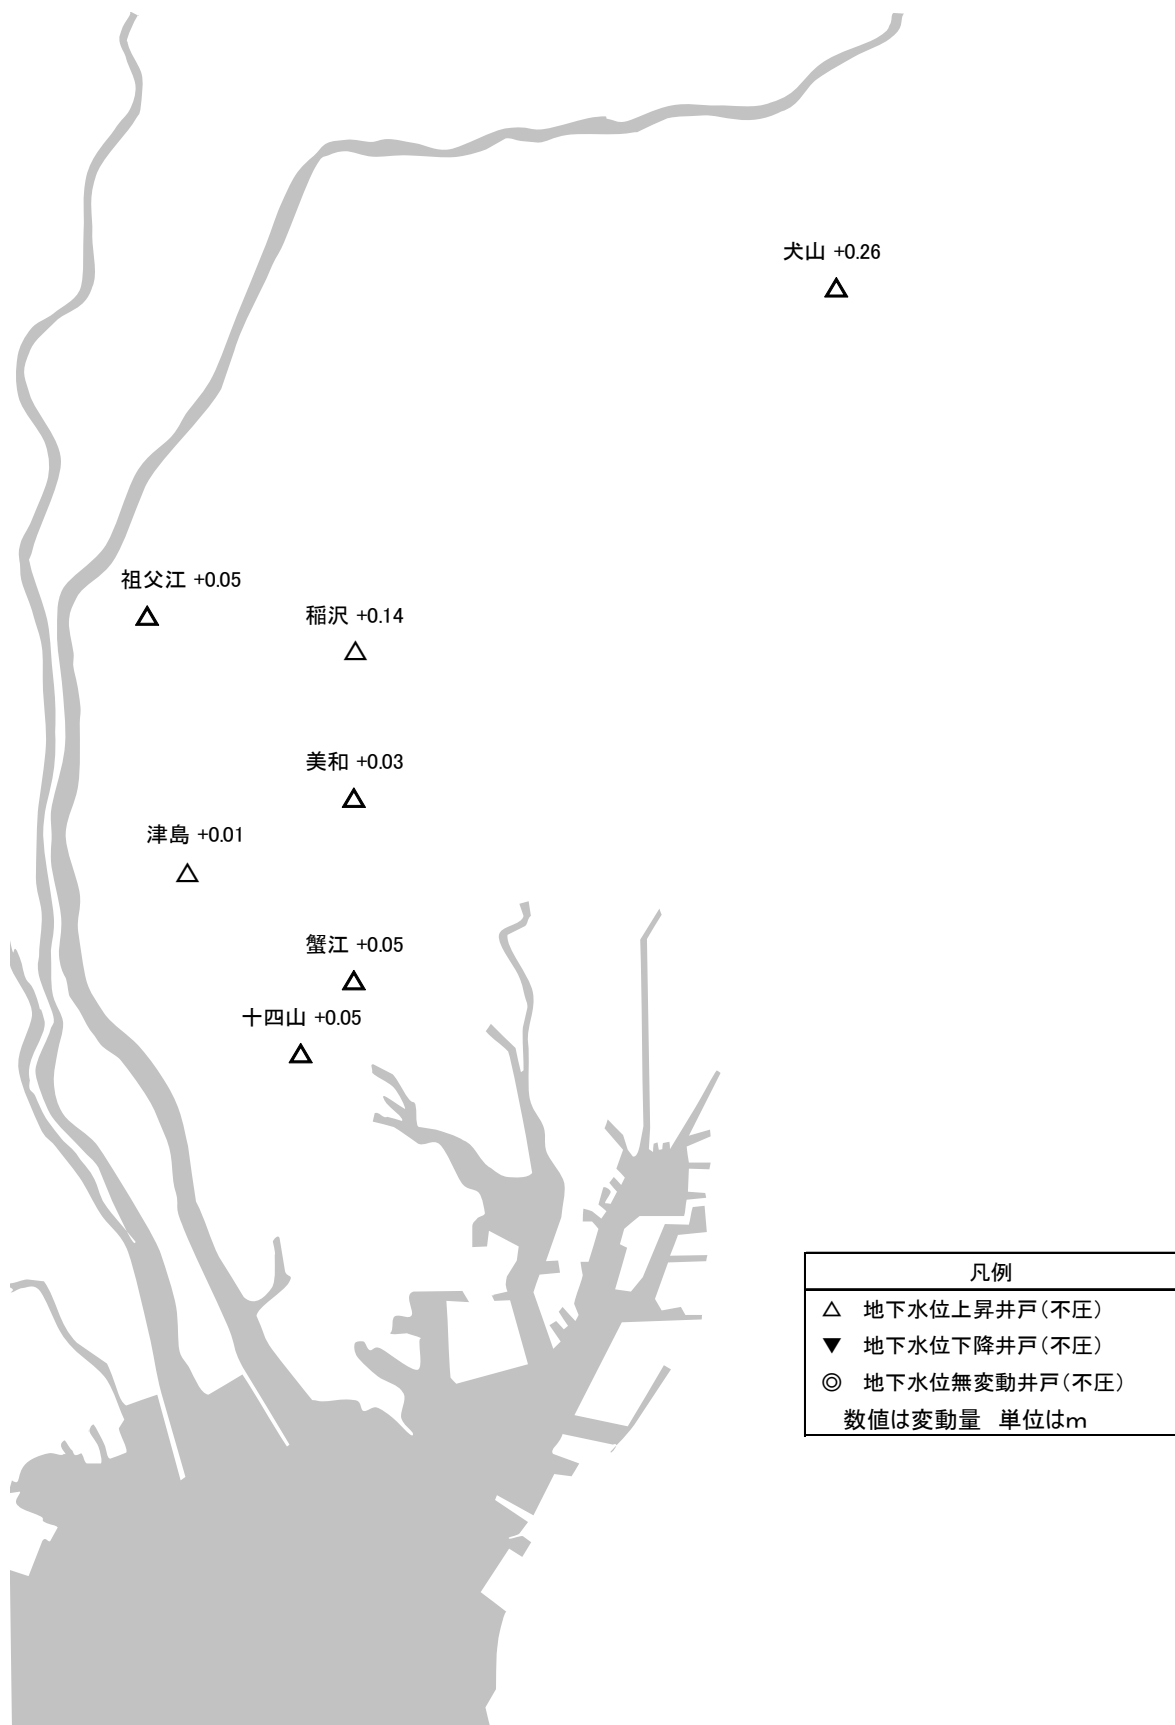 犬山 +0.26
祖父江 +0.05
稲沢 +0.14
美和 +0.03
津島 +0.01
蟹江 +0.05
十四山 +0.05
凡例
△ 地下水位上昇井戸(不圧)
▼ 地下水位下降井戸(不圧)
◎ 地下水位無変動井戸(不圧)
数値は変動量 単位はm